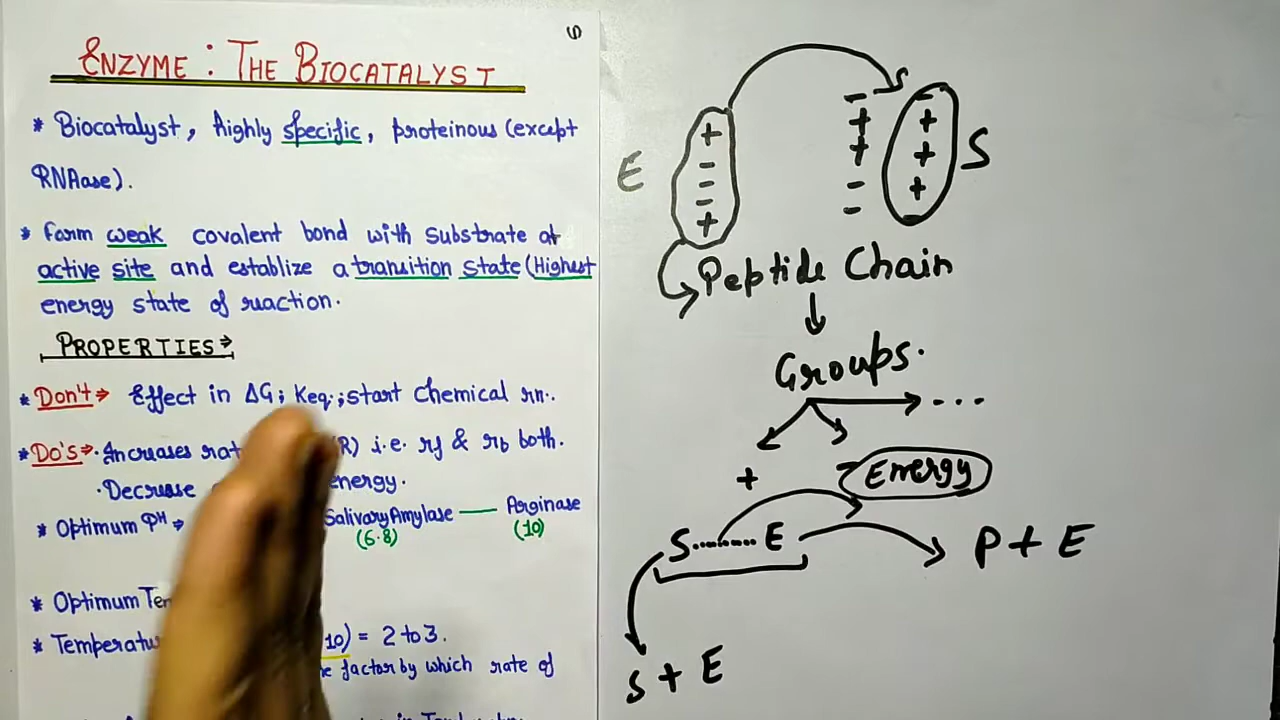 ENZYME: THE BIOCATALYST
* Biocatalyst, Highly specific, proteinous (except
RNAase).
* Form weak covalent bond with substrate at
active site and establize a transition state (Highest
energy state of reaction.
PROPERTIES⇒
* Don't⇒ Effect in ΔG; Keq.; start chemical rn..
* Do's⇒ · Increases rat R) i.e. rf & rb both.
· Decrease energy.
* Optimum PH⇒ Salivary Amylase — Arginase
(6.8) (10)
* Optimum Te
* Temperatu 10) = 2 to 3.
factor by which rate of
S
E + - - - +
- + + - -
+ + + S
Peptide Chain
↓
Groups.
...
+ -
Energy
S........E → P + E
S + E